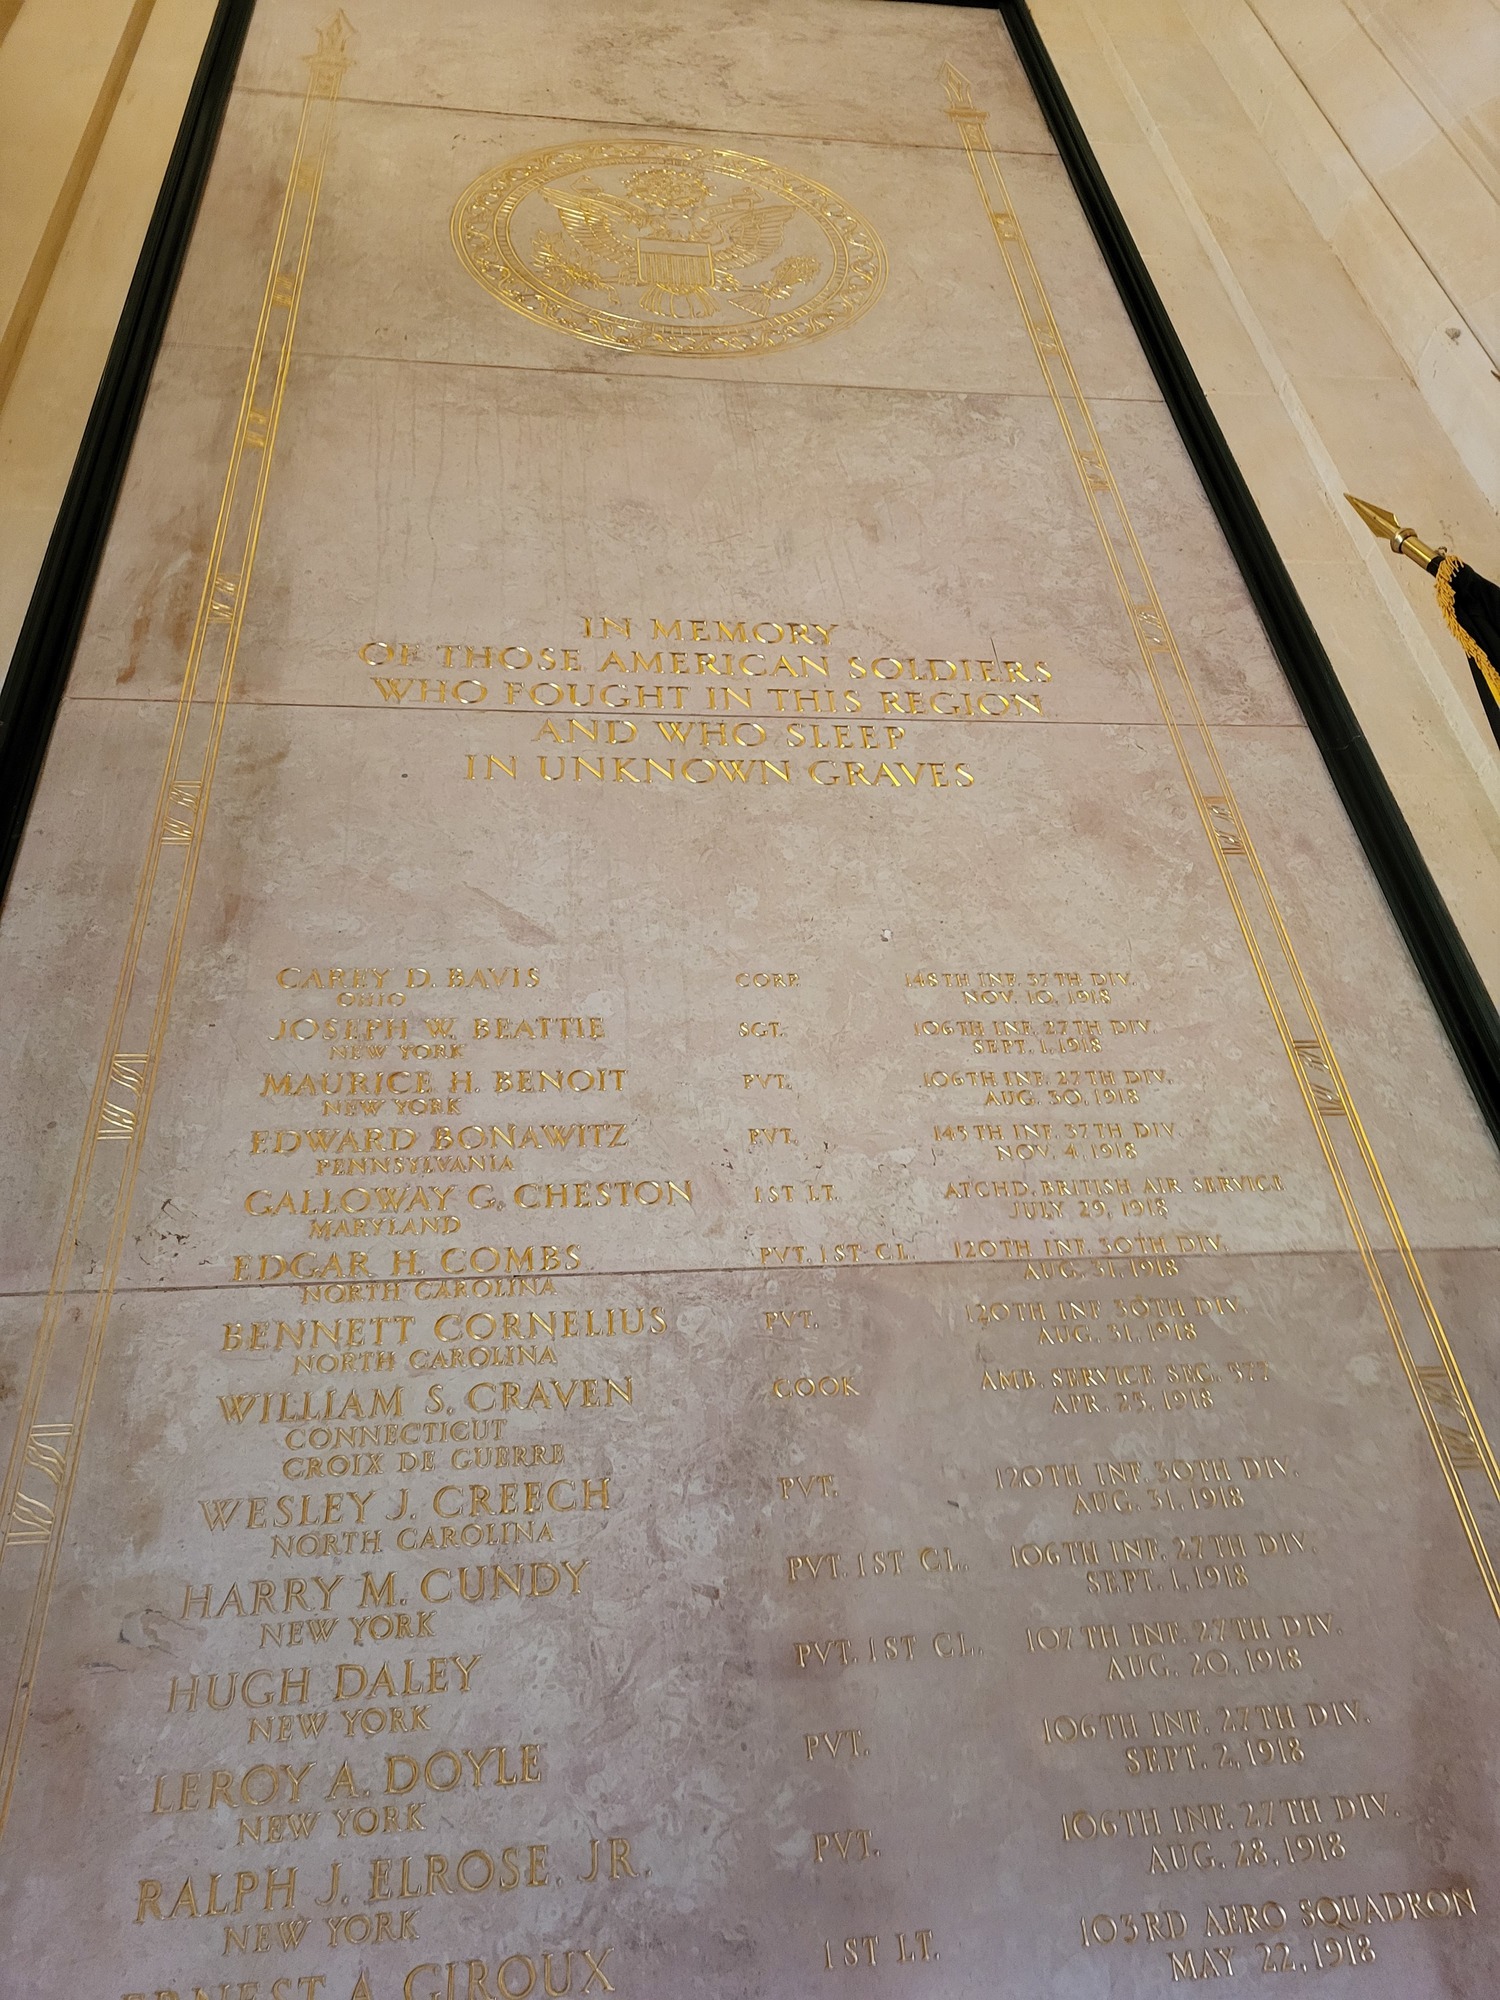 IN MEMORY
OF THOSE AMERICAN SOLDIERS
WHO FOUGHT IN THIS REGION
AND WHO SLEEP
IN UNKNOWN GRAVES
CAREY D. BAVIS CORP. 148TH INF. 37TH DIV.
OHIO NOV. 10, 1918
JOSEPH W. BEATTIE SGT. 106TH INF. 27TH DIV.
NEW YORK SEPT. 1, 1918
MAURICE H. BENOIT PVT. 106TH INF. 27TH DIV.
NEW YORK AUG. 30, 1918
EDWARD BONAWITZ PVT. 145TH INF. 37TH DIV.
PENNSYLVANIA NOV. 4, 1918
GALLOWAY G. CHESTON 1ST LT. ATCHD. BRITISH AIR SERVICE
MARYLAND JULY 29, 1918
EDGAR H. COMBS PVT. 1ST CL. 120TH INF. 30TH DIV.
NORTH CAROLINA AUG. 31, 1918
BENNETT CORNELIUS PVT. 120TH INF. 30TH DIV.
NORTH CAROLINA AUG. 31, 1918
WILLIAM S. CRAVEN COOK AMB. SERVICE SEC. 577
CONNECTICUT APR. 25, 1918
CROIX DE GUERRE
WESLEY J. CREECH PVT. 120TH INF. 30TH DIV.
NORTH CAROLINA AUG. 31, 1918
HARRY M. CUNDY PVT. 1ST CL. 106TH INF. 27TH DIV.
NEW YORK SEPT. 1, 1918
HUGH DALEY PVT. 1ST CL. 107TH INF. 27TH DIV.
NEW YORK AUG. 20, 1918
LEROY A. DOYLE PVT. 106TH INF. 27TH DIV.
NEW YORK SEPT. 2, 1918
RALPH J. ELROSE, JR. PVT. 106TH INF. 27TH DIV.
NEW YORK AUG. 28, 1918
ERNEST A. GIROUX 1ST LT. 103RD AERO SQUADRON
MAY 22, 1918